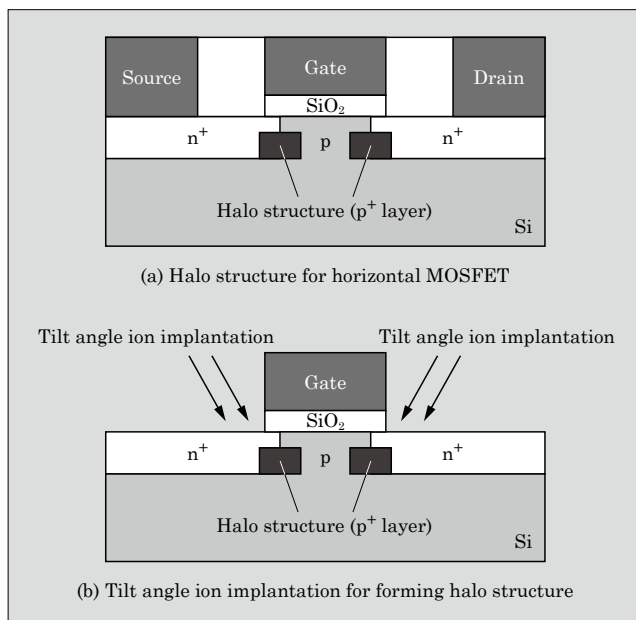 Source
Gate
Drain
SiO₂
n⁺
p
n⁺
Halo structure (p⁺ layer)
Si
(a) Halo structure for horizontal MOSFET
Tilt angle ion implantation
Tilt angle ion implantation
Gate
SiO₂
n⁺
p
n⁺
Halo structure (p⁺ layer)
Si
(b) Tilt angle ion implantation for forming halo structure